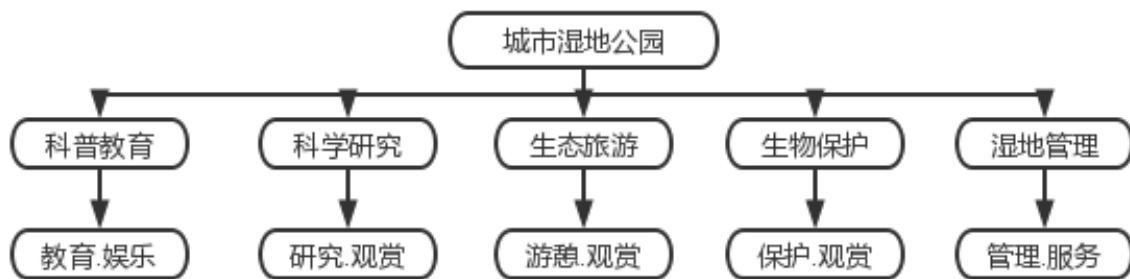 城市湿地公园
科普教育
科学研究
生态旅游
生物保护
湿地管理
教育.娱乐
研究.观赏
游憩.观赏
保护.观赏
管理.服务